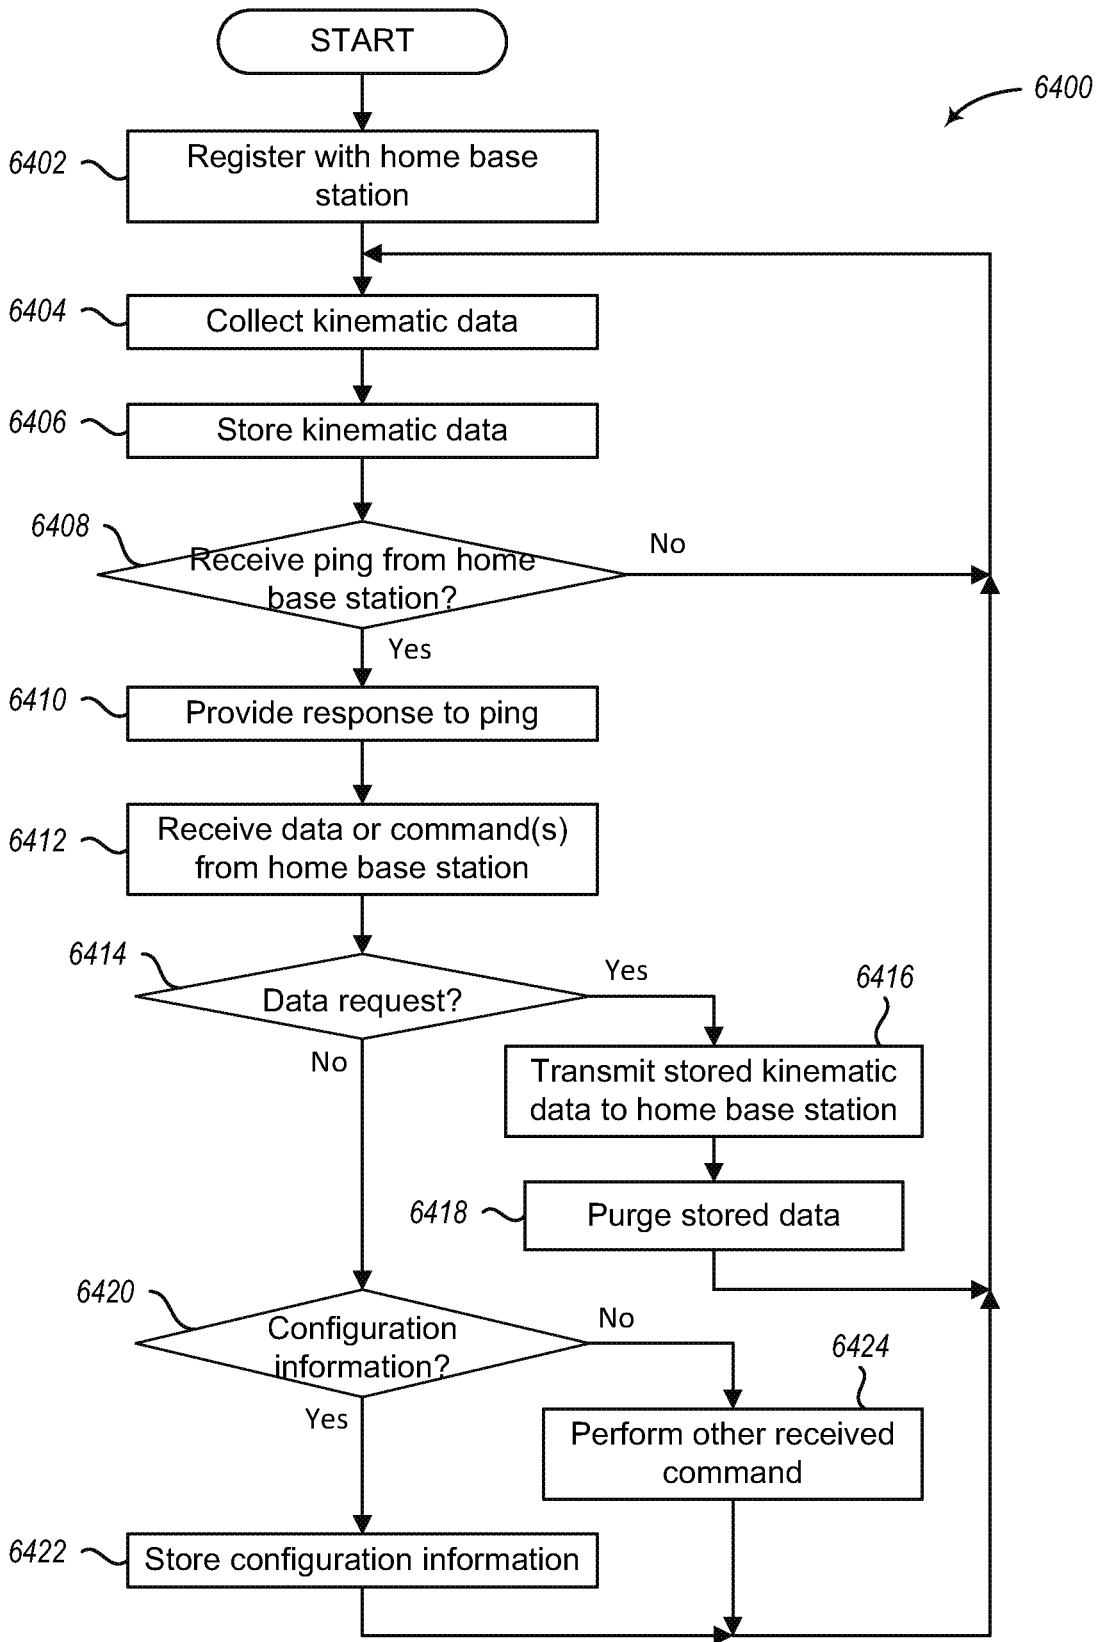 START
6400
6402
Register with home base
station
6404
Collect kinematic data
6406
Store kinematic data
6408
Receive ping from home
base station?
No
Yes
6410
Provide response to ping
6412
Receive data or command(s)
from home base station
6414
Data request?
Yes
No
6416
Transmit stored kinematic
data to home base station
6418
Purge stored data
6420
Configuration
information?
No
Yes
6424
Perform other received
command
6422
Store configuration information